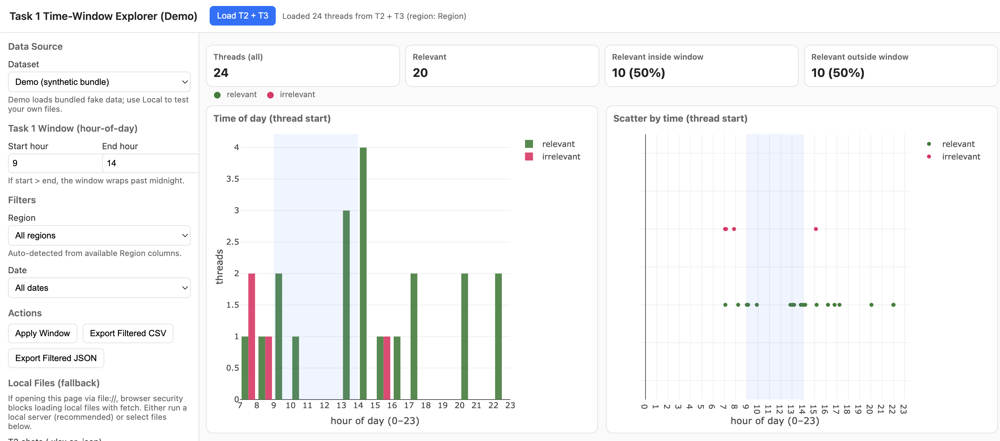 Task 1 Time-Window Explorer (Demo)
Load T2 + T3
Loaded 24 threads from T2 + T3 (region: Region)
Data Source
Dataset
Demo (synthetic bundle)
Demo loads bundled fake data; use Local to test
your own files.
Task 1 Window (hour-of-day)
Start hour
End hour
9
14
If start > end, the window wraps past midnight.
Filters
Region
All regions
Auto-detected from available Region columns.
Date
All dates
Actions
Apply Window
Export Filtered CSV
Export Filtered JSON
Local Files (fallback)
If opening this page via file://, browser security
blocks loading local files with fetch. Either run a
local server (recommended) or select files
below.
Threads (all)
24
Relevant
20
Relevant inside window
10 (50%)
Relevant outside window
10 (50%)
relevant
irrelevant
Time of day (thread start)
4
3.5
3
2.5
2
1.5
1
0.5
0
threads
7 8 9 10 11 12 13 14 15 16 17 18 19 20 21 22 23
hour of day (0–23)
relevant
irrelevant
Scatter by time (thread start)
0 1 2 3 4 5 6 7 8 9 10 11 12 13 14 15 16 17 18 19 20 21 22 23
hour of day (0–23)
relevant
irrelevant